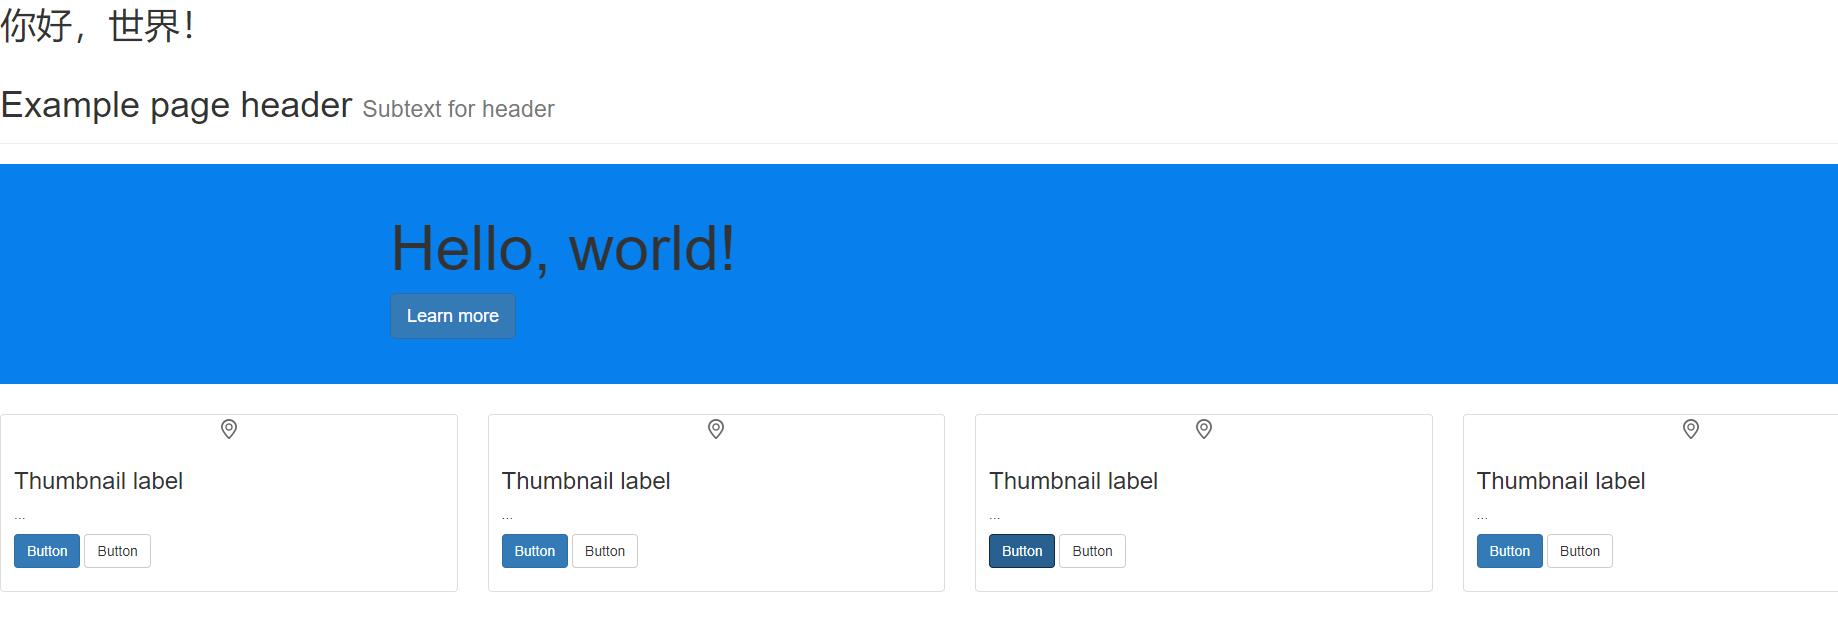 你好，世界！
Example page header Subtext for header
Hello, world!
Learn more
Thumbnail label
...
Button Button
Thumbnail label
...
Button Button
Thumbnail label
...
Button Button
Thumbnail label
...
Button Button